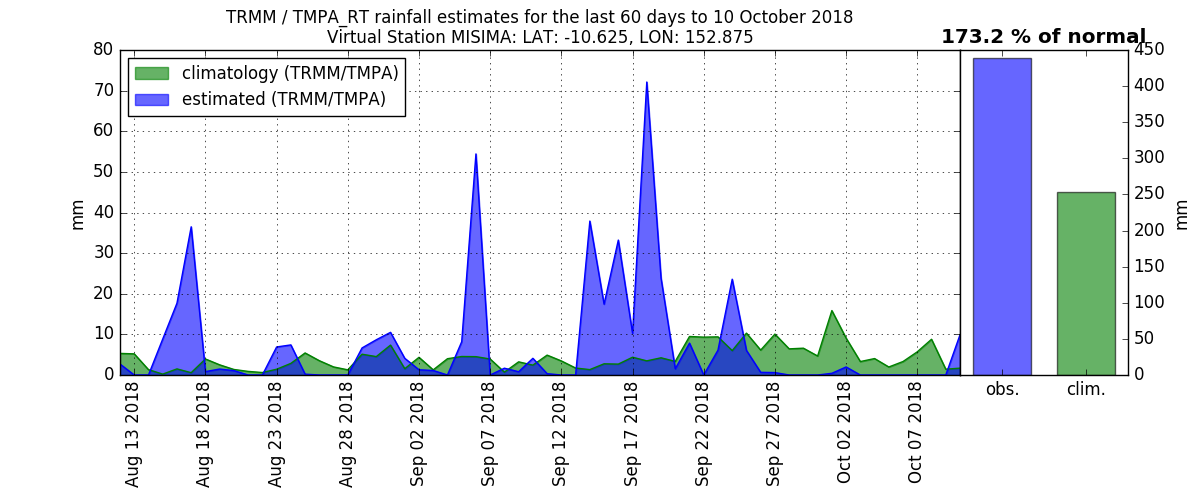 TRMM / TMPA_RT rainfall estimates for the last 60 days to 10 October 2018
Virtual Station MISIMA: LAT: -10.625, LON: 152.875
173.2 % of normal
climatology (TRMM/TMPA)
estimated (TRMM/TMPA)
mm
80
70
60
50
40
30
20
10
0
Aug 13 2018
Aug 18 2018
Aug 23 2018
Aug 28 2018
Sep 02 2018
Sep 07 2018
Sep 12 2018
Sep 17 2018
Sep 22 2018
Sep 27 2018
Oct 02 2018
Oct 07 2018
obs.
clim.
450
400
350
300
250
200
150
100
50
0
mm